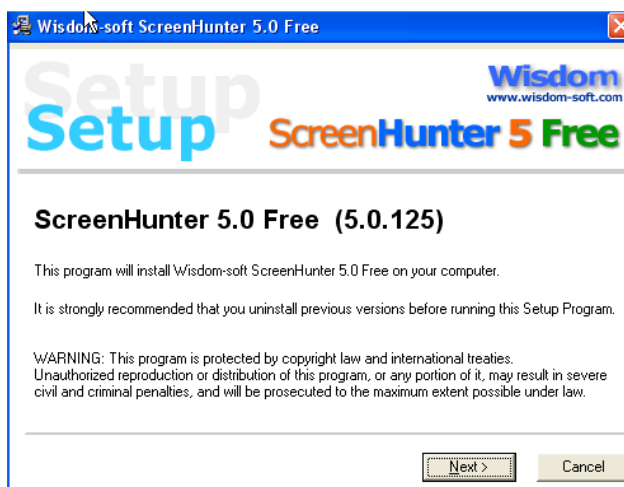 Wisdom-soft ScreenHunter 5.0 Free
Setup
Setup
Wisdom
www.wisdom-soft.com
ScreenHunter 5 Free
ScreenHunter 5.0 Free (5.0.125)
This program will install Wisdom-soft ScreenHunter 5.0 Free on your computer.
It is strongly recommended that you uninstall previous versions before running this Setup Program.
WARNING: This program is protected by copyright law and international treaties.
Unauthorized reproduction or distribution of this program, or any portion of it, may result in severe
civil and criminal penalties, and will be prosecuted to the maximum extent possible under law.
Next > Cancel